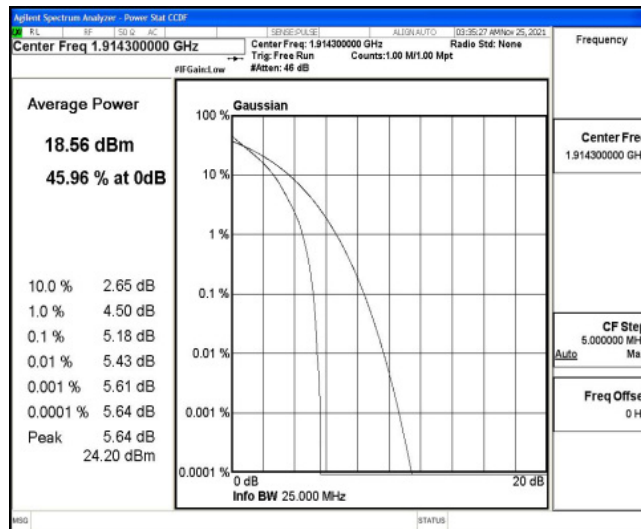 Agilent Spectrum Analyzer - Power Stat CCDF
RL RF 50 Ω AC SENSE:PULSE ALIGN AUTO 03:35:27 AM Nov 25, 2021
Center Freq 1.914300000 GHz
Center Freq: 1.914300000 GHz Radio Std: None
Trig: Free Run Counts:1.00 M/1.00 Mpt
#IFGain:Low #Atten: 46 dB
Frequency
Average Power
18.56 dBm
45.96 % at 0dB
10.0 % 2.65 dB
1.0 % 4.50 dB
0.1 % 5.18 dB
0.01 % 5.43 dB
0.001 % 5.61 dB
0.0001 % 5.64 dB
Peak 5.64 dB
24.20 dBm
Gaussian
100 %
10 %
1 %
0.1 %
0.01 %
0.001 %
0.0001 %
0 dB 20 dB
Info BW 25.000 MHz
Center Fre
1.914300000 GH
CF Step
5.000000 MH
Auto Ma
Freq Offse
0 H
MSG STATUS